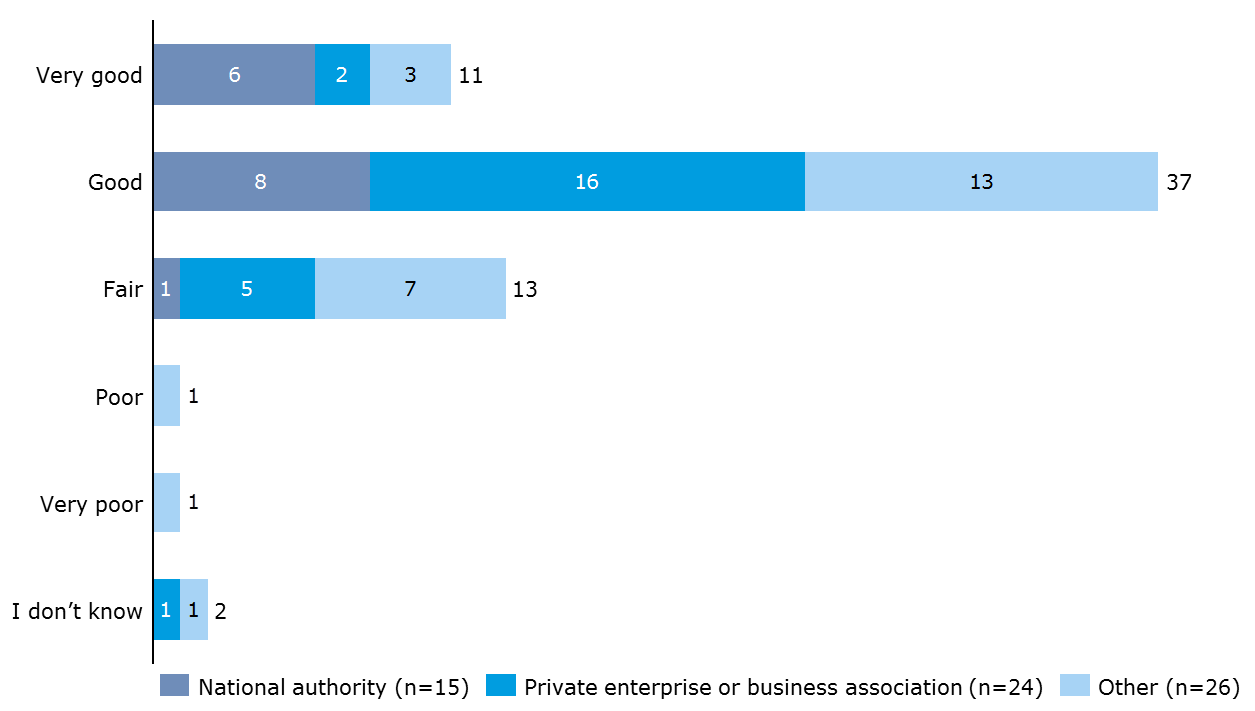 Very good 6 2 3 11
Good 8 16 13 37
Fair 1 5 7 13
Poor 1
Very poor 1
I don’t know 1 1 2
National authority (n=15) Private enterprise or business association (n=24) Other (n=26)